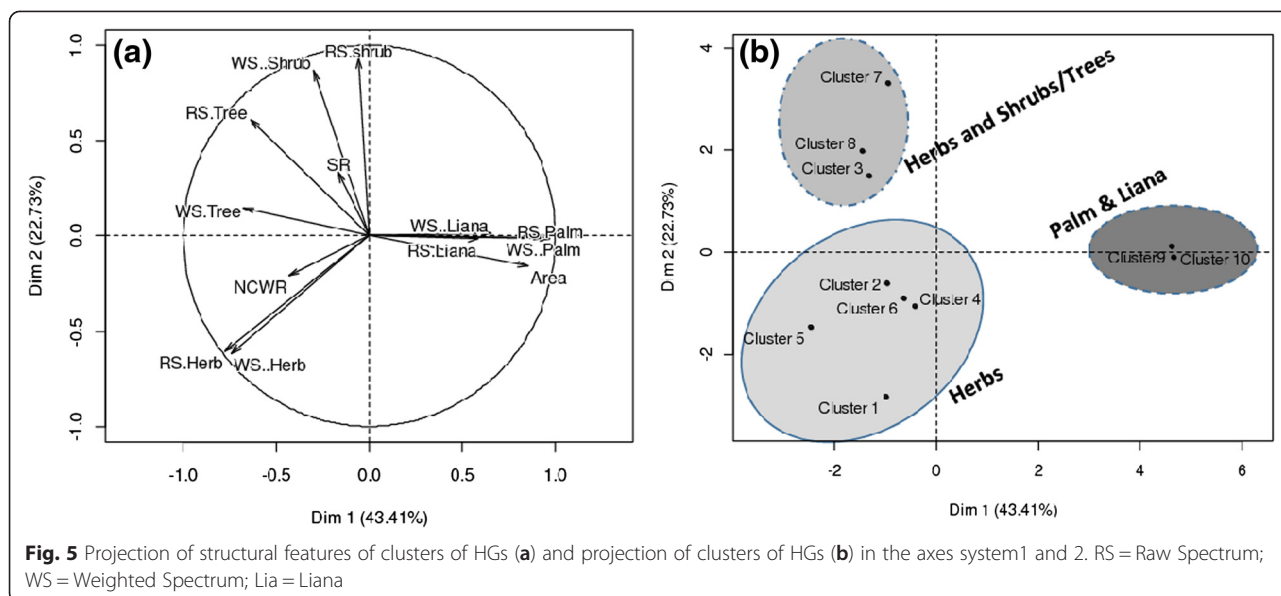 (a)
1.0
0.5
0.0
-0.5
-1.0
Dim 2 (22.73%)
RS.shrub
WS..Shrub
RS.Tree
SR
WS.Tree
WS..Liana
RS..Palm
RS.Liana
WS..Palm
Area
NCWR
RS.Herb
WS..Herb
-1.0
-0.5
0.0
0.5
1.0
Dim 1 (43.41%)
(b)
4
2
0
-2
Dim 2 (22.73%)
Cluster 7
Cluster 8
Cluster 3
Herbs and Shrubs/Trees
Palm & Liana
Cluster9
Cluster 10
Cluster 2
Cluster 6
Cluster 4
Cluster 5
Cluster 1
Herbs
-2
0
2
4
6
Dim 1 (43.41%)
Fig. 5 Projection of structural features of clusters of HGs (a) and projection of clusters of HGs (b) in the axes system1 and 2. RS = Raw Spectrum;
WS = Weighted Spectrum; Lia = Liana